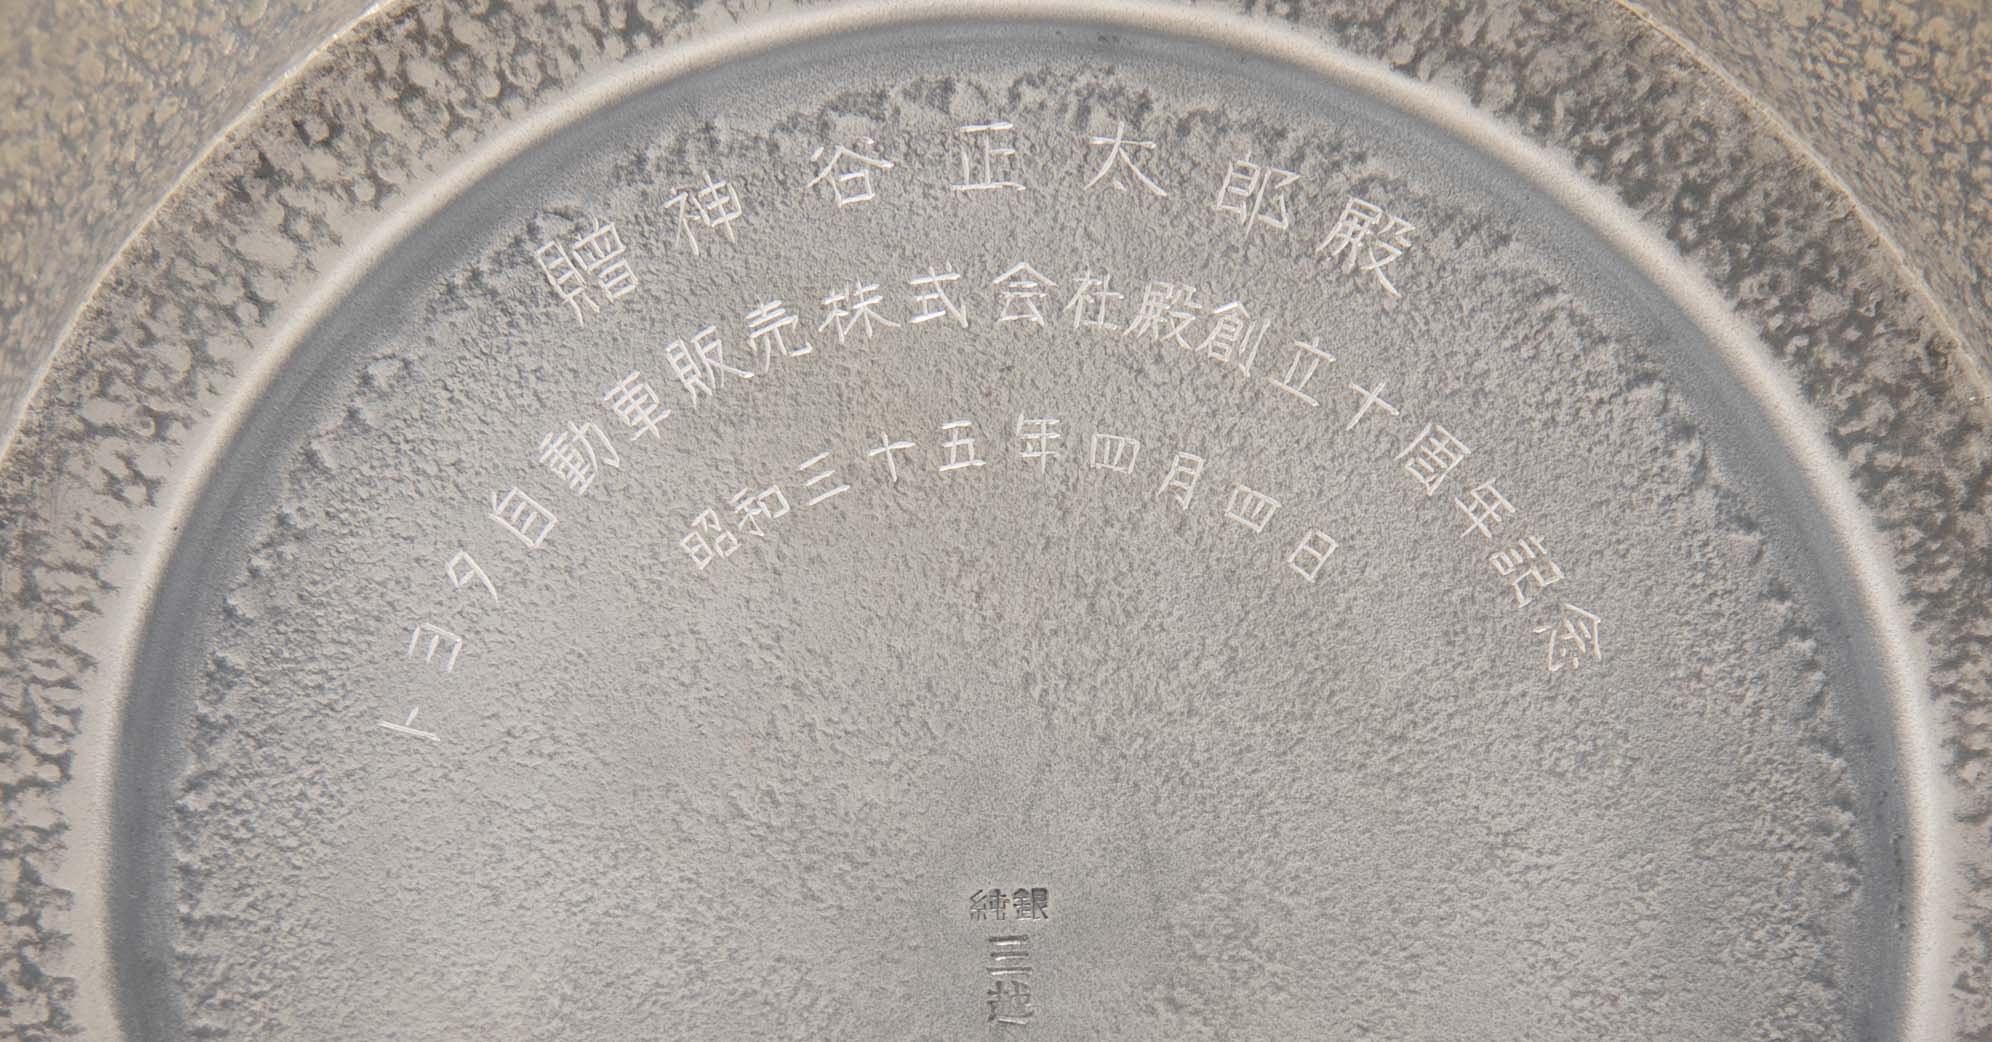 贈神谷正太郎殿
トヨタ自動車販売株式会社殿創立十周年記念
昭和三十五年四月四日
純銀
三越